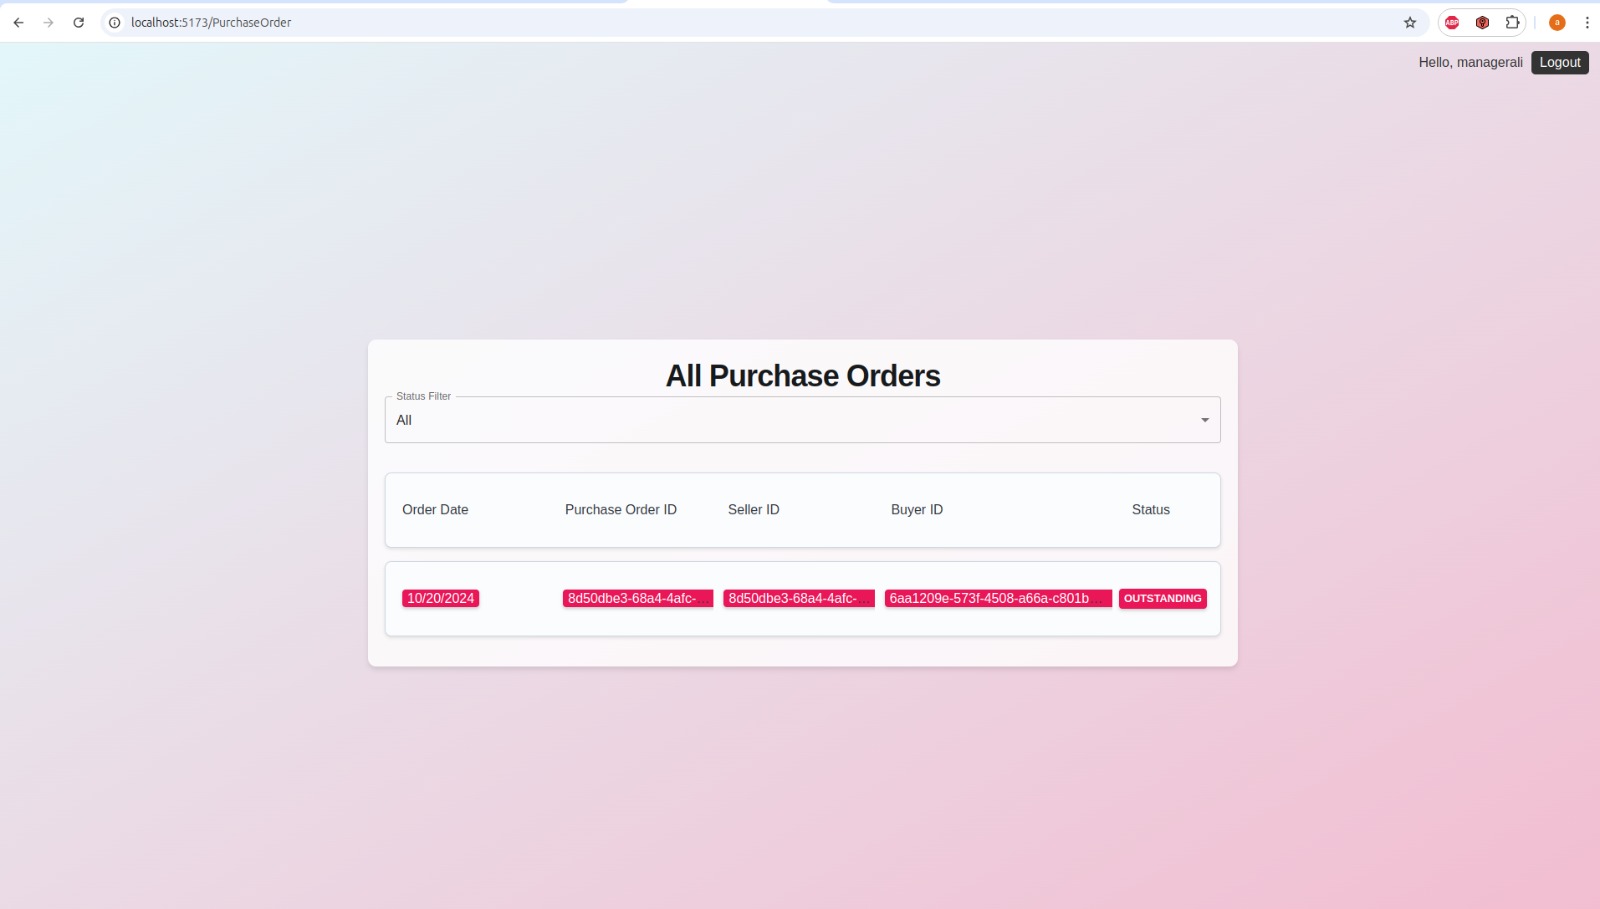 localhost:5173/PurchaseOrder
ABP
a
Hello, managerali Logout
All Purchase Orders
Status Filter
All
Order Date Purchase Order ID Seller ID Buyer ID Status
10/20/2024 8d50dbe3-68a4-4afc-... 8d50dbe3-68a4-4afc-... 6aa1209e-573f-4508-a66a-c801b... OUTSTANDING